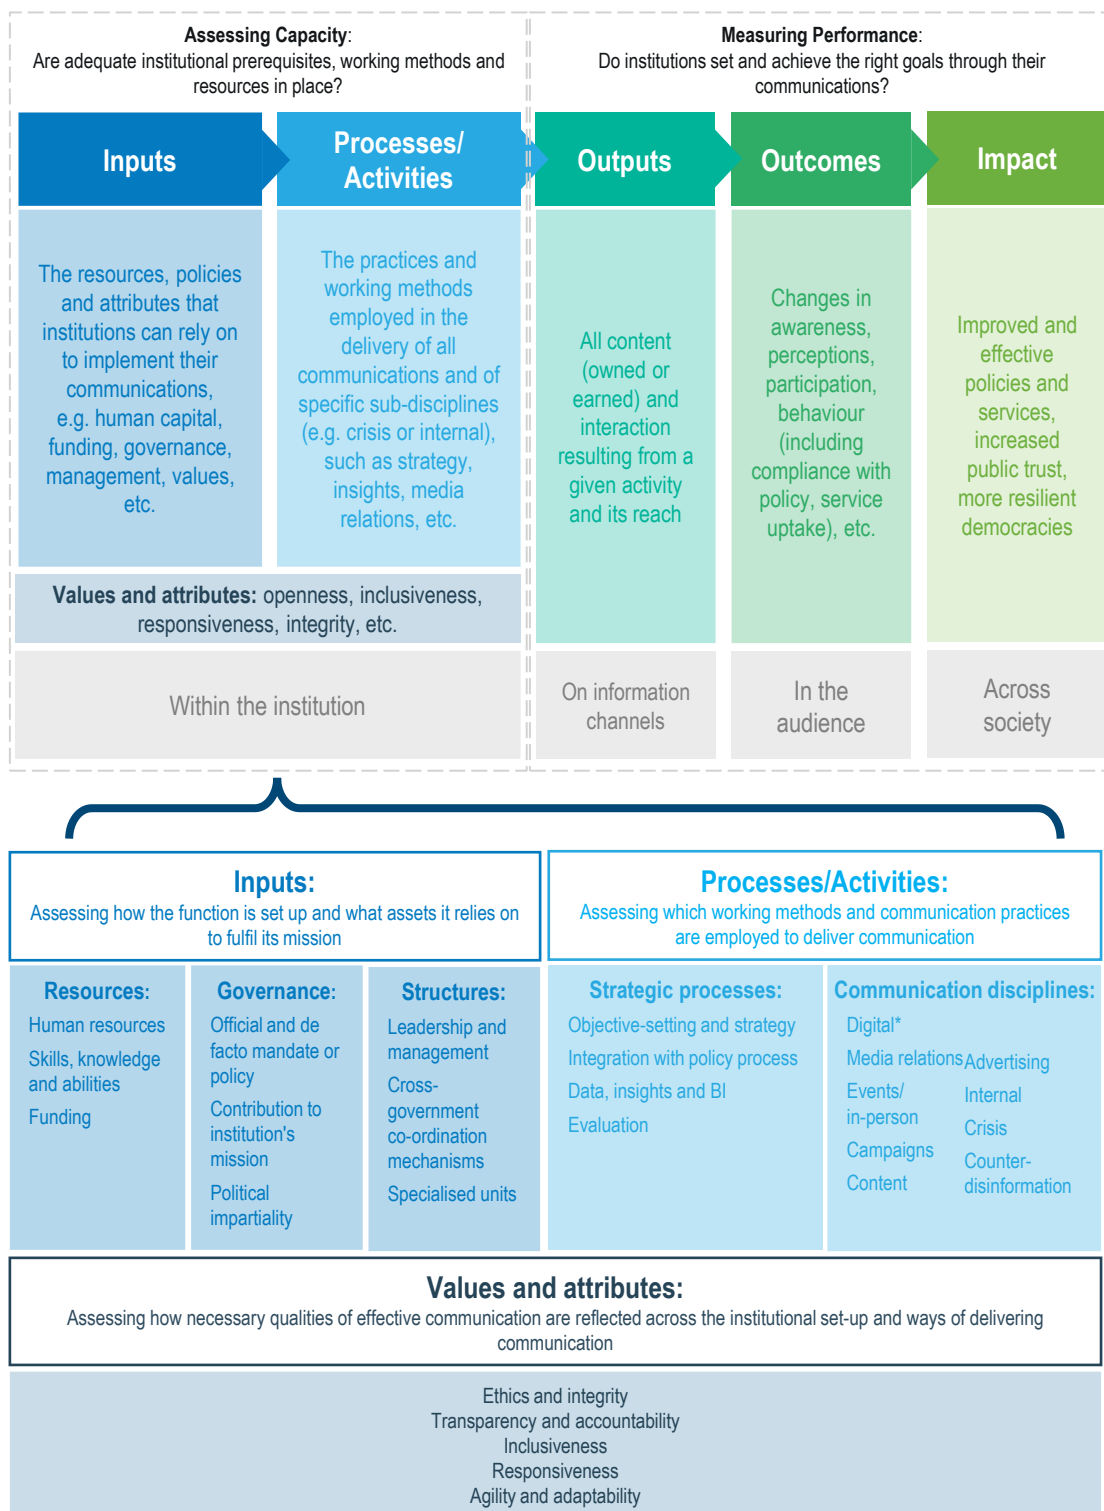 Assessing Capacity:
Are adequate institutional prerequisites, working methods and
resources in place?
Measuring Performance:
Do institutions set and achieve the right goals through their
communications?
Inputs
Processes/
Activities
Outputs
Outcomes
Impact
The resources, policies
and attributes that
institutions can rely on
to implement their
communications,
e.g. human capital,
funding, governance,
management, values,
etc.
The practices and
working methods
employed in the
delivery of all
communications and of
specific sub-disciplines
(e.g. crisis or internal),
such as strategy,
insights, media
relations, etc.
All content
(owned or
earned) and
interaction
resulting from a
given activity
and its reach
Changes in
awareness,
perceptions,
participation,
behaviour
(including
compliance with
policy, service
uptake), etc.
Improved and
effective
policies and
services,
increased
public trust,
more resilient
democracies
Values and attributes: openness, inclusiveness,
responsiveness, integrity, etc.
Within the institution
On information
channels
In the
audience
Across
society
Inputs:
Assessing how the function is set up and what assets it relies on
to fulfil its mission
Processes/Activities:
Assessing which working methods and communication practices
are employed to deliver communication
Resources:
Human resources
Skills, knowledge
and abilities
Funding
Governance:
Official and de
facto mandate or
policy
Contribution to
institution's
mission
Political
impartiality
Structures:
Leadership and
management
Cross-
government
co-ordination
mechanisms
Specialised units
Strategic processes:
Objective-setting and strategy
Integration with policy process
Data, insights and BI
Evaluation
Communication disciplines:
Digital*
Media relations
Events/
in-person
Campaigns
Content
Advertising
Internal
Crisis
Counter-
disinformation
Values and attributes:
Assessing how necessary qualities of effective communication are reflected across the institutional set-up and ways of delivering
communication
Ethics and integrity
Transparency and accountability
Inclusiveness
Responsiveness
Agility and adaptability